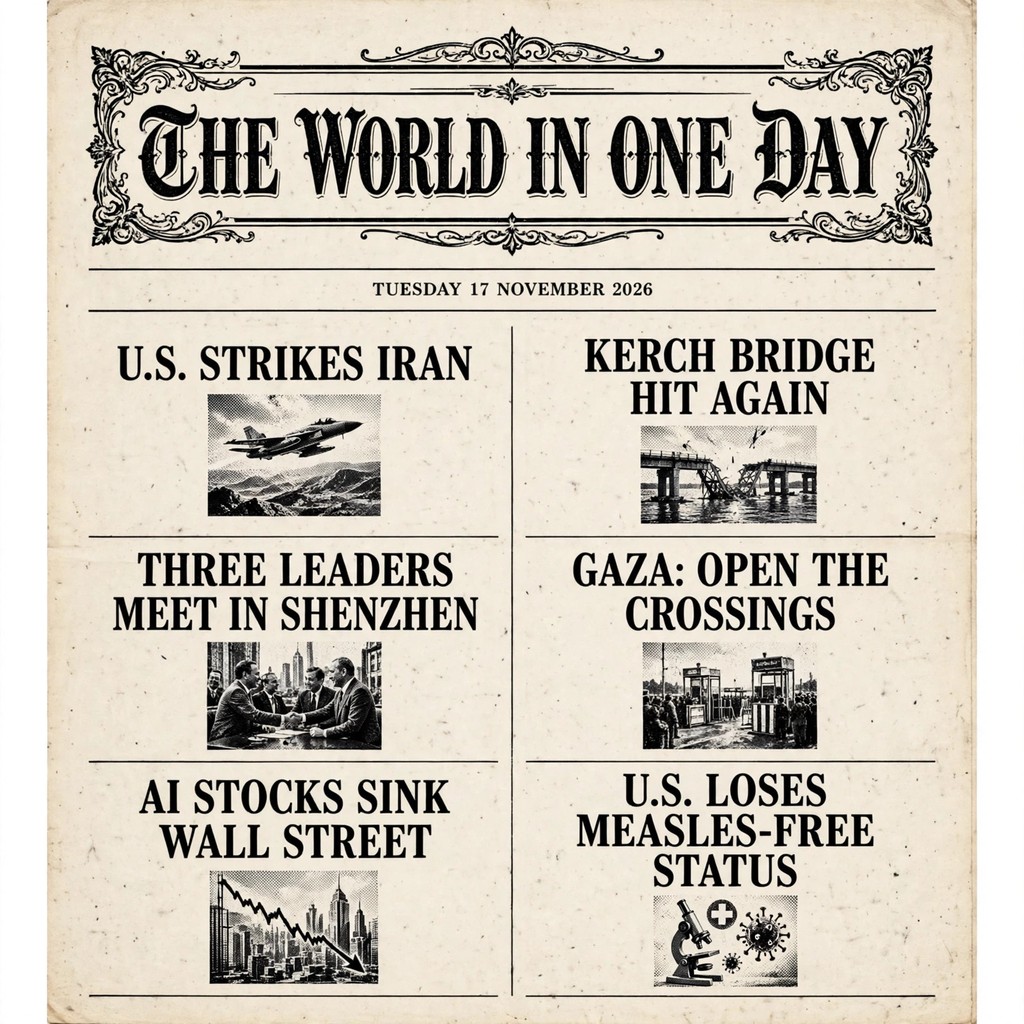 THE WORLD IN ONE DAY
TUESDAY 17 NOVEMBER 2026
U.S. STRIKES IRAN
KERCH BRIDGE
HIT AGAIN
THREE LEADERS
MEET IN SHENZHEN
GAZA: OPEN THE
CROSSINGS
AI STOCKS SINK
WALL STREET
U.S. LOSES
MEASLES-FREE
STATUS